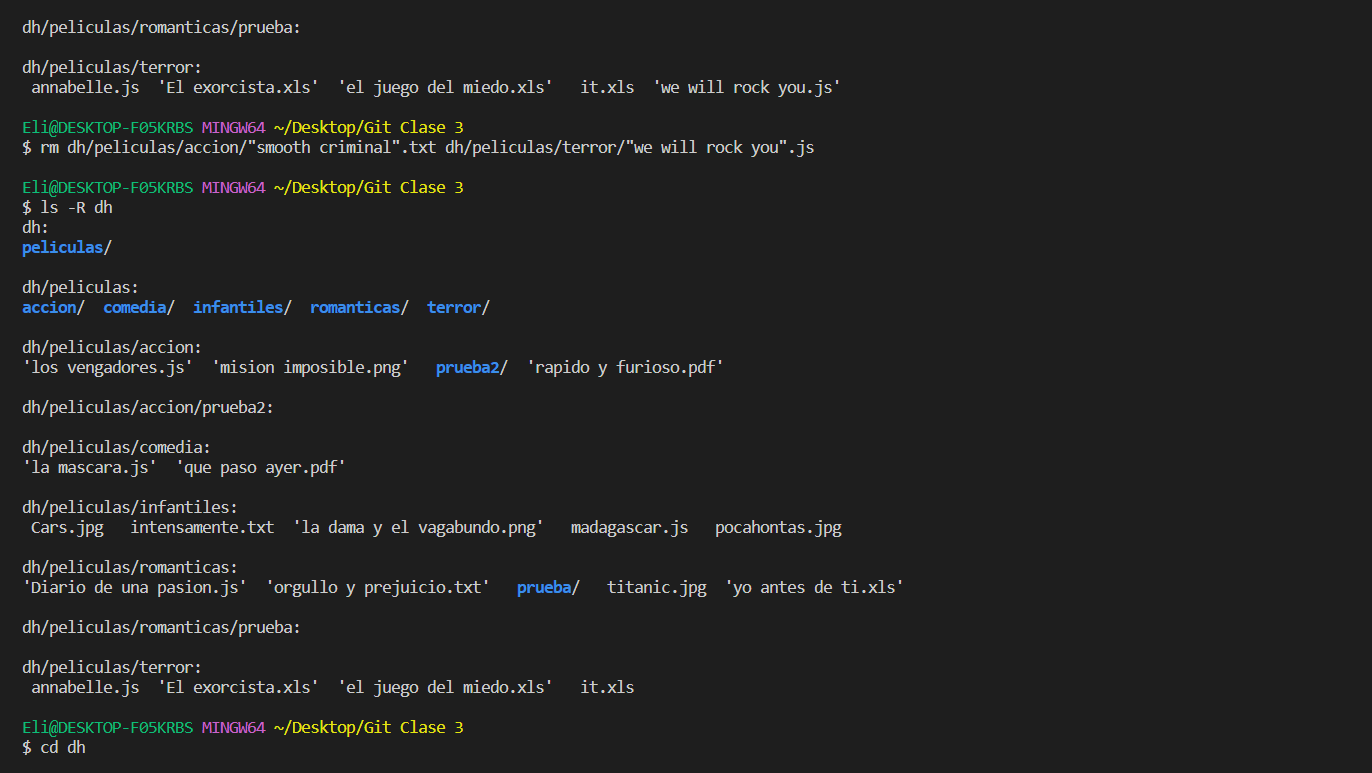 dh/peliculas/romanticas/prueba:
dh/peliculas/terror:
annabelle.js 'El exorcista.xls' 'el juego del miedo.xls' it.xls 'we will rock you.js'
Eli@DESKTOP-F05KRBS MINGW64 ~/Desktop/Git Clase 3
$ rm dh/peliculas/accion/"smooth criminal".txt dh/peliculas/terror/"we will rock you".js
Eli@DESKTOP-F05KRBS MINGW64 ~/Desktop/Git Clase 3
$ ls -R dh
dh:
peliculas/
dh/peliculas:
accion/ comedia/ infantiles/ romanticas/ terror/
dh/peliculas/accion:
'los vengadores.js' 'mision imposible.png' prueba2/ 'rapido y furioso.pdf'
dh/peliculas/accion/prueba2:
dh/peliculas/comedia:
'la mascara.js' 'que paso ayer.pdf'
dh/peliculas/infantiles:
Cars.jpg intensamente.txt 'la dama y el vagabundo.png' madagascar.js pocahontas.jpg
dh/peliculas/romanticas:
'Diario de una pasion.js' 'orgullo y prejuicio.txt' prueba/ titanic.jpg 'yo antes de ti.xls'
dh/peliculas/romanticas/prueba:
dh/peliculas/terror:
annabelle.js 'El exorcista.xls' 'el juego del miedo.xls' it.xls
Eli@DESKTOP-F05KRBS MINGW64 ~/Desktop/Git Clase 3
$ cd dh